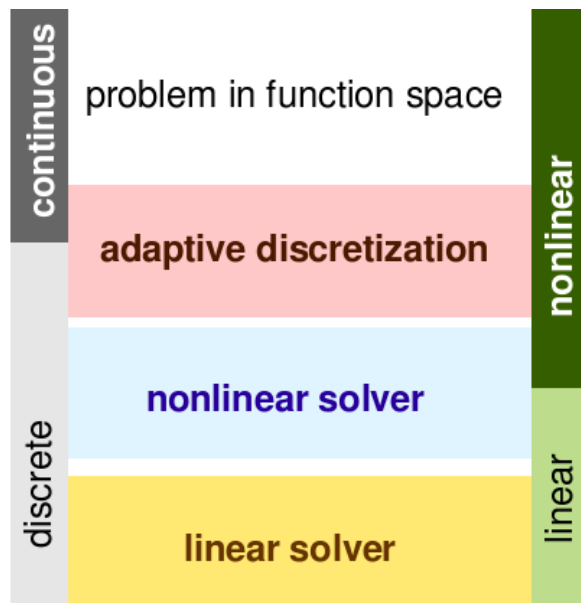 continuous
problem in function space
nonlinear
adaptive discretization
nonlinear solver
discrete
linear
linear solver